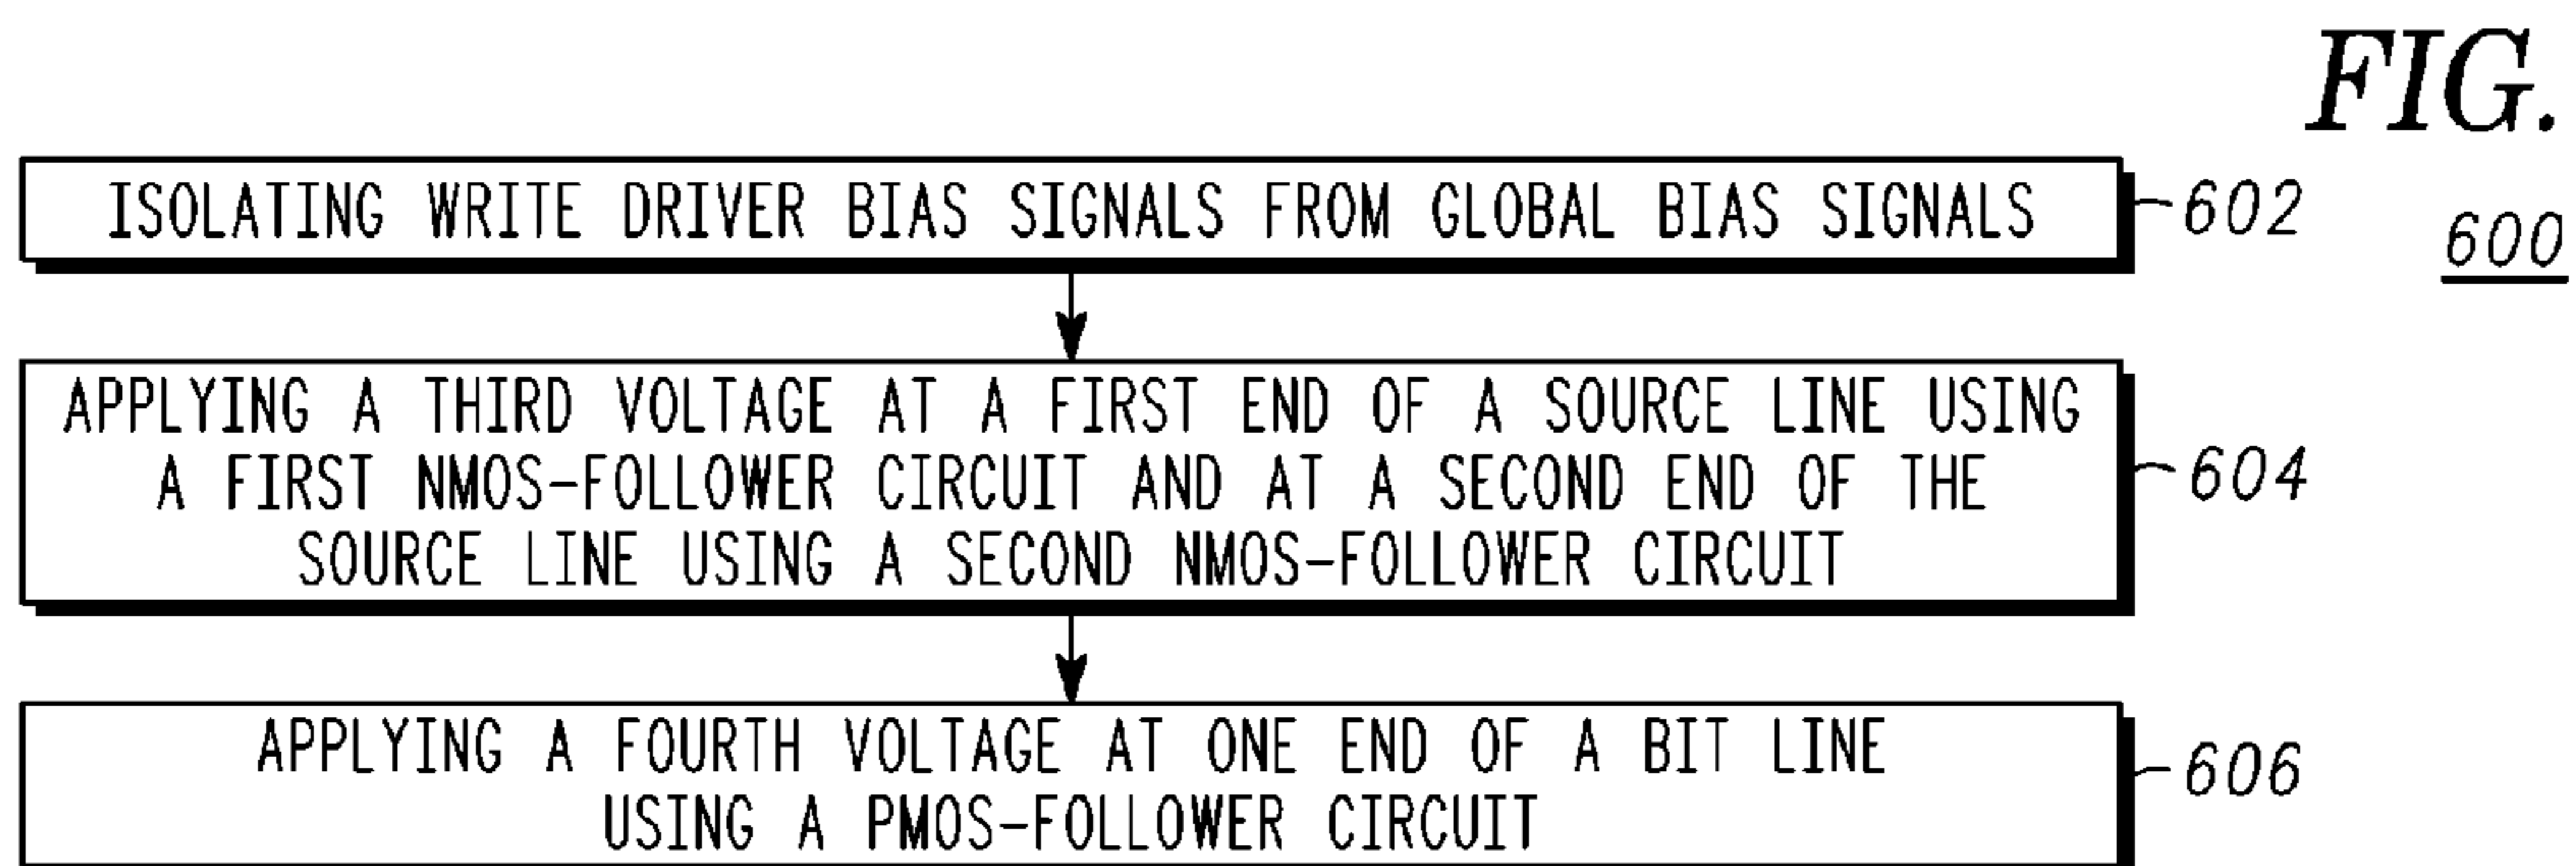 FIG.
ISOLATING WRITE DRIVER BIAS SIGNALS FROM GLOBAL BIAS SIGNALS
602
600
APPLYING A THIRD VOLTAGE AT A FIRST END OF A SOURCE LINE USING
A FIRST NMOS-FOLLOWER CIRCUIT AND AT A SECOND END OF THE
SOURCE LINE USING A SECOND NMOS-FOLLOWER CIRCUIT
604
APPLYING A FOURTH VOLTAGE AT ONE END OF A BIT LINE
USING A PMOS-FOLLOWER CIRCUIT
606